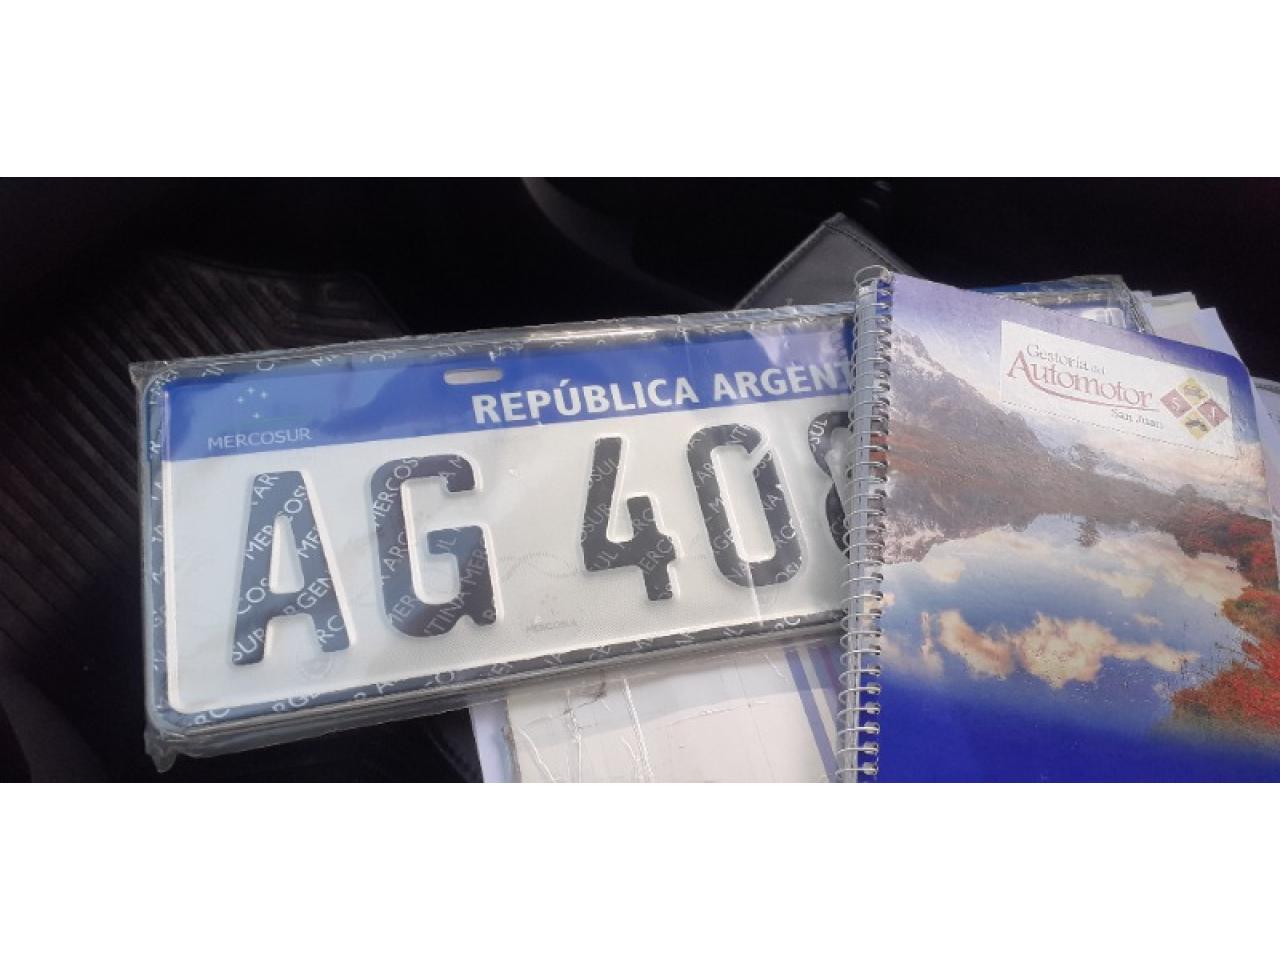 MERCOSUR
REPÚBLICA ARGENT
AG 408
Gestoría del
Automotor
San Juan